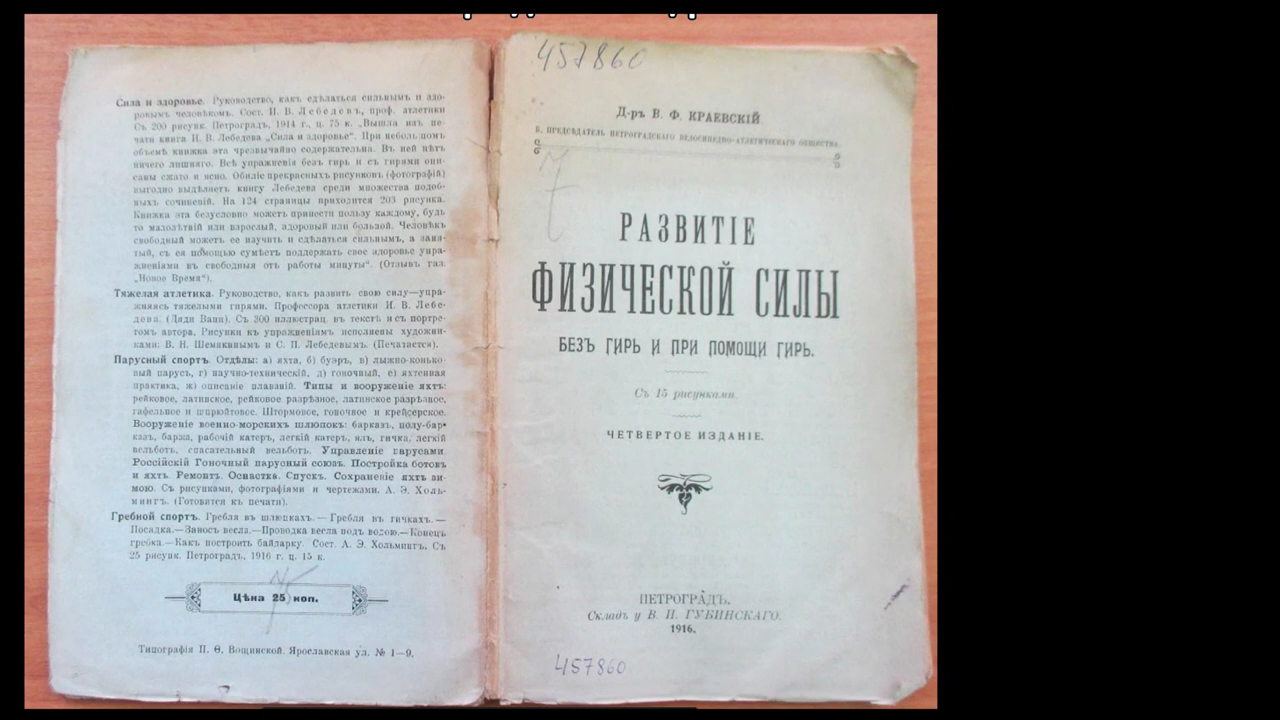 Сила и здоровье. Руководство, какъ сдѣлаться сильнымъ и здо-
ровымъ человѣкомъ. Сост. И. В. Лебедевъ, проф. атлетики
Съ 200 рисунк. Петроградъ, 1914 г., ц. 75 к. „Вышла изъ пе-
чати книга И. В. Лебедева „Сила и здоровье“. При небольшомъ
объемѣ книжка эта чрезвычайно содержательна. Въ ней нѣтъ
ничего лишняго. Всѣ упражненія безъ гирь и съ гирями опи-
саны сжато и ясно. Обиліе прекрасныхъ рисунковъ (фотографій)
выгодно выдѣляетъ книгу Лебедева среди множества подоб-
ныхъ сочиненій. На 124 страницы приходится 203 рисунка.
Книжка эта безусловно можетъ принести пользу каждому, будь
то малолѣтній или взрослый, здоровый или больной. Человѣкъ
свободный можетъ ее изучить и сдѣлаться сильнымъ, а заня-
тый, съ ея помощью сумѣетъ поддержать свое здоровье упра-
жненіями въ свободныя отъ работы минуты“. (Отзывъ газ.
„Новое Время“).
Тяжелая атлетика. Руководство, какъ развить свою силу—упра-
жняясь тяжелыми гирями. Профессора атлетики И. В. Лебе-
дева. (Дяди Вани). Съ 300 иллюстрац. въ текстѣ и съ портре-
томъ автора. Рисунки къ упражненіямъ исполнены художни-
ками: В. Н. Шемякинымъ и С. П. Лебедевымъ. (Печатается).
Парусный спортъ. Отдѣлы: а) яхта, б) буэръ, в) лыжно-конько-
вый парусъ, г) научно-техническій, д) гоночный, е) яхтенная
практика, ж) описаніе плаваній. Типы и вооруженіе яхтъ:
рейковое, латинское, рейковое разрѣзное, латинское разрѣзное,
гафельное и шпрюйтовое. Штормовое, гоночное и крейсерское.
Вооруженіе военно-морскихъ шлюпокъ: барказъ, полу-бар-
казъ, баржа, рабочій катеръ, легкій катеръ, ялъ, гичка, легкій
вельботъ, спасательный вельботъ. Управленіе парусами.
Россійскій Гоночный парусный союзъ. Постройка ботовъ
и яхтъ. Ремонтъ. Оснастка. Спускъ. Сохраненіе яхтъ зи-
мою. Съ рисунками, фотографіями и чертежами. А. Э. Холь-
мингъ. (Готовится къ печати).
Гребной спортъ. Гребля въ шлюпкахъ.—Гребля въ гичкахъ.—
Посадка.—Заносъ весла.—Проводка весла подъ водою.—Конецъ
гребка.—Какъ построить байдарку. Сост. А. Э. Хольмингъ. Съ
25 рисунк. Петроградъ, 1916 г. ц. 15 к.
Цѣна 25 коп.
Типографія П. Ѳ. Вощинской. Ярославская ул. № 1—9.
457860
Д-ръ В. Ф. КРАЕВСКІЙ
Б. ПРЕДСѢДАТЕЛЬ ПЕТРОГРАДСКАГО ВЕЛОСИПЕДНО-АТЛЕТИЧЕСКАГО ОБЩЕСТВА.
РАЗВИТІЕ
ФИЗИЧЕСКОЙ СИЛЫ
БЕЗЪ ГИРЬ И ПРИ ПОМОЩИ ГИРЬ.
Съ 15 рисунками.
ЧЕТВЕРТОЕ ИЗДАНІЕ.
ПЕТРОГРАДЪ.
Складъ у В. И. ГУБИНСКАГО.
1916.
457860